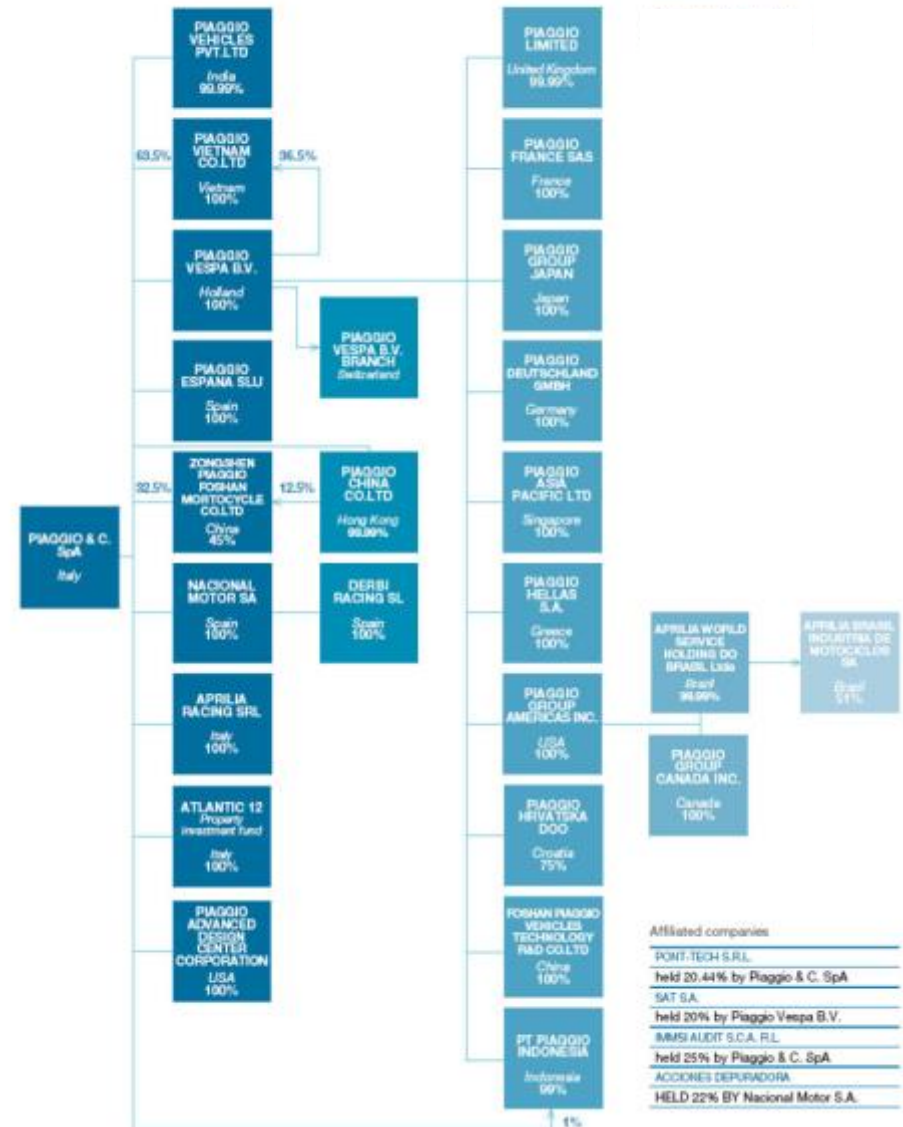 PIAGGIO & C.
SpA
Italy
PIAGGIO
VEHICLES
PVT.LTD
India
99.99%
63.5%
PIAGGIO
VIETNAM
CO.LTD
Vietnam
100%
36.5%
PIAGGIO
VESPA B.V.
Holland
100%
PIAGGIO
VESPA B.V.
BRANCH
Switzerland
PIAGGIO
ESPANA SLU
Spain
100%
32.5%
ZONGSHEN
PIAGGIO
FOSHAN
MORTOCYCLE
CO.LTD
China
45%
12.5%
PIAGGIO
CHINA
CO.LTD
Hong Kong
99.99%
NACIONAL
MOTOR SA
Spain
100%
DERBI
RACING SL
Spain
100%
APRILIA
RACING SRL
Italy
100%
ATLANTIC 12
Property
investment fund
Italy
100%
PIAGGIO
ADVANCED
DESIGN
CENTER
CORPORATION
USA
100%
PIAGGIO
LIMITED
United Kingdom
99.99%
PIAGGIO
FRANCE SAS
France
100%
PIAGGIO
GROUP
JAPAN
Japan
100%
PIAGGIO
DEUTSCHLAND
GMBH
Germany
100%
PIAGGIO
ASIA
PACIFIC LTD
Singapore
100%
PIAGGIO
HELLAS
S.A.
Greece
100%
PIAGGIO
GROUP
AMERICAS INC.
USA
100%
APRILIA WORLD
SERVICE
HOLDING DO
BRASIL Ltda
Brazil
99.99%
APRILIA BRASIL
INDUSTRIA DE
MOTOCICLOS
SA
Brazil
51%
PIAGGIO
GROUP
CANADA INC.
Canada
100%
PIAGGIO
HRVATSKA
DOO
Croatia
75%
FOSHAN PIAGGIO
VEHICLES
TECHNOLOGY
R&D CO.LTD
China
100%
PT PIAGGIO
INDONESIA
Indonesia
99%
1%
Affiliated companies
PONT-TECH S.R.L.
held 20.44% by Piaggio & C. SpA
SAT S.A.
held 20% by Piaggio Vespa B.V.
IMMSI AUDIT S.C.A. R.L.
held 25% by Piaggio & C. SpA
ACCIONES DEPURADORA
HELD 22% BY Nacional Motor S.A.